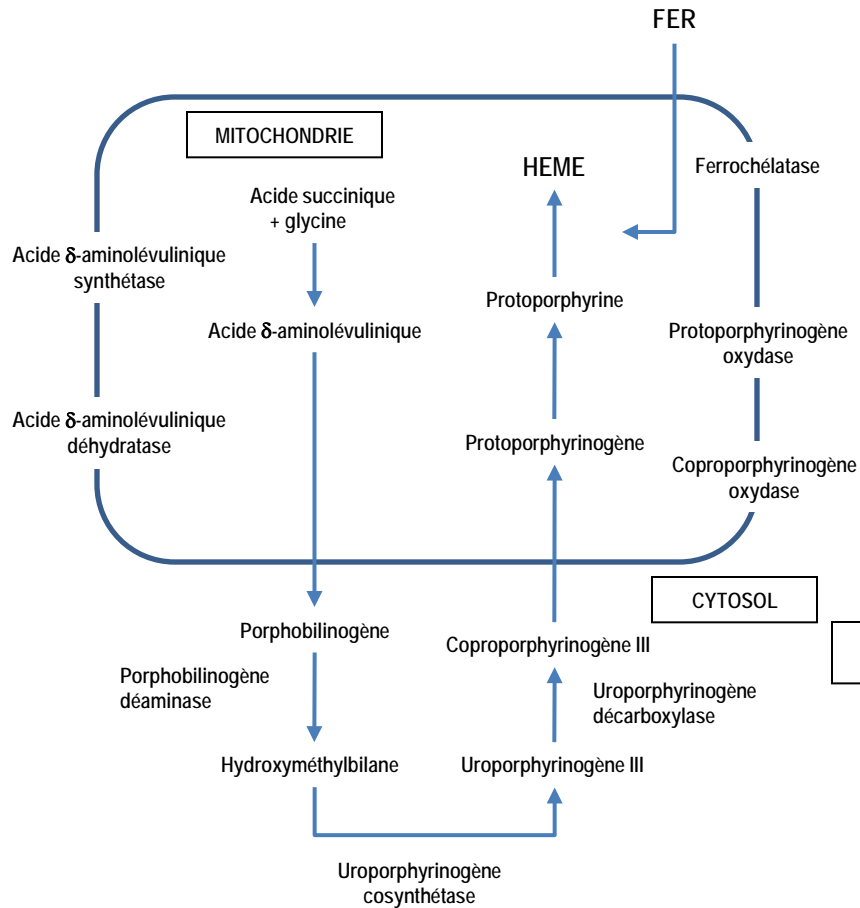 FER
MITOCHONDRIE
HEME
Ferrochélatase
Acide succinique
+ glycine
Acide δ-aminolévulinique
synthétase
Protoporphyrine
Acide δ-aminolévulinique
Protoporphyrinogène
oxydase
Acide δ-aminolévulinique
déhydratase
Protoporphyrinogène
Coproporphyrinogène
oxydase
CYTOSOL
Porphobilinogène
Coproporphyrinogène III
Porphobilinogène
déaminase
Uroporphyrinogène
décarboxylase
Hydroxyméthylbilane
Uroporphyrinogène III
Uroporphyrinogène
cosynthétase